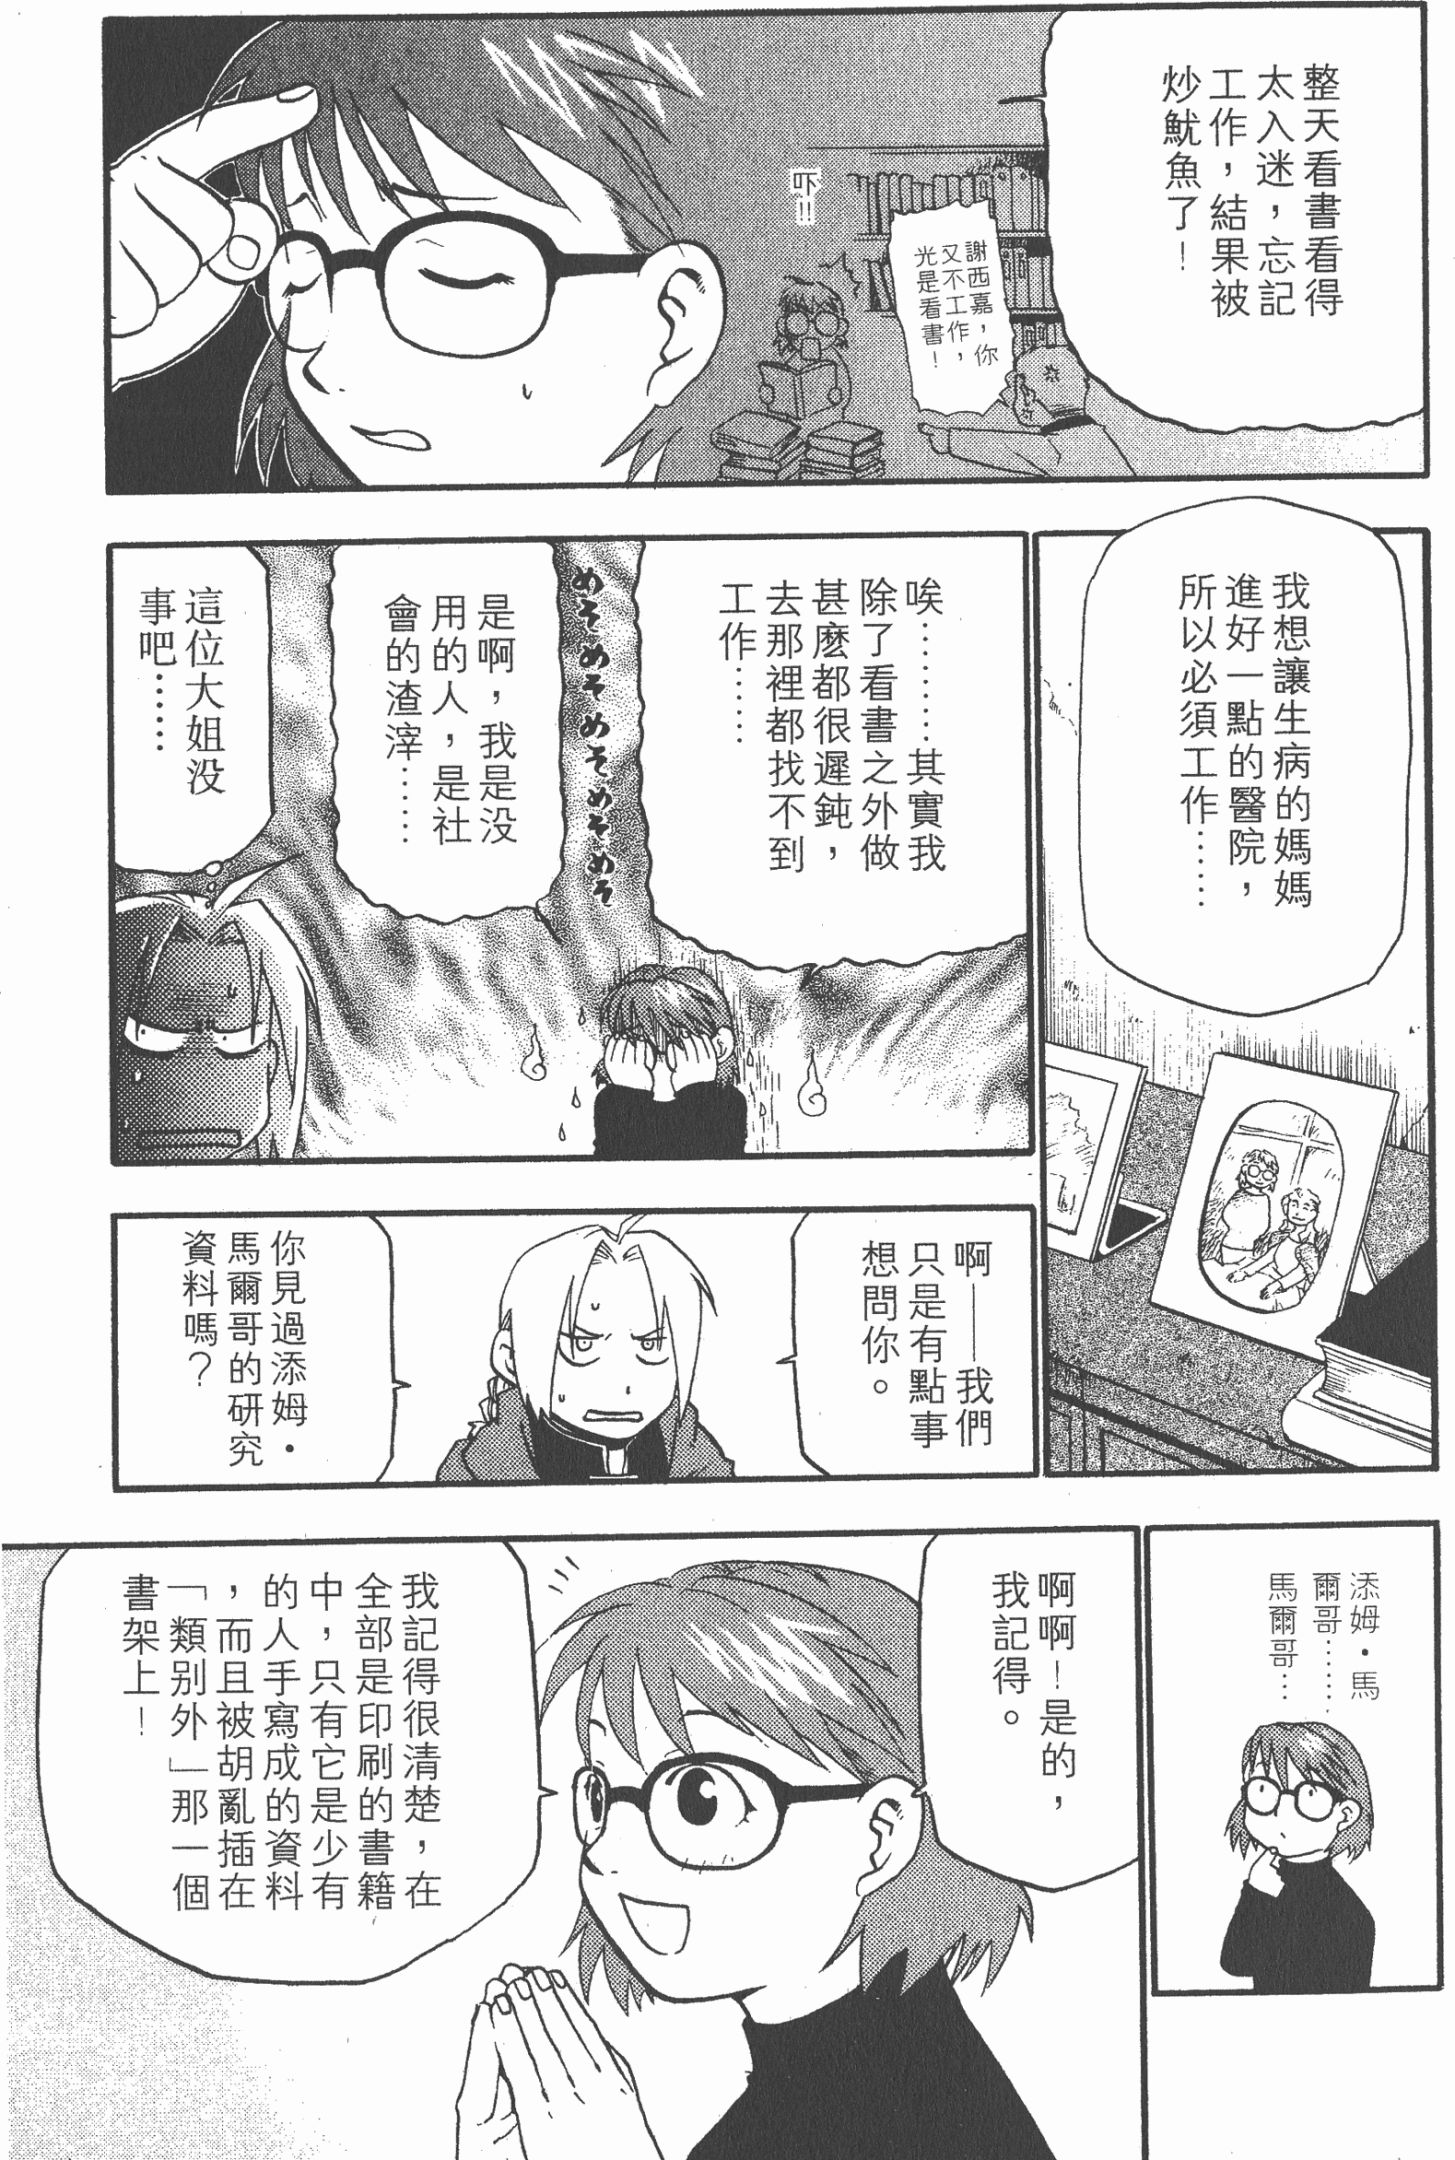 整天看書看得
太入迷，忘記
工作，結果被
炒魷魚了！
謝西嘉，你
又不工作，
光是看書！
吓!!
我想讓生病的媽媽
進好一點的醫院，
所以必須工作……
唉………其實我
除了看書之外做
甚麼都很遲鈍，
去那裡都找不到
工作……
めそめそめそめそめそ
是啊，我是没
用的人，是社
會的渣滓……
這位大姐没
事吧……
啊——我們
只是有點事
想問你。
你見過添姆·
馬爾哥的研究
資料嗎？
添姆·馬
爾哥……
馬爾哥…
啊啊！是的，
我記得。
我記得很清楚，在
全部是印刷的書籍
中，只有它是少有
的人手寫成的資料
，而且被胡亂插在
「類別外」那一個
書架上！